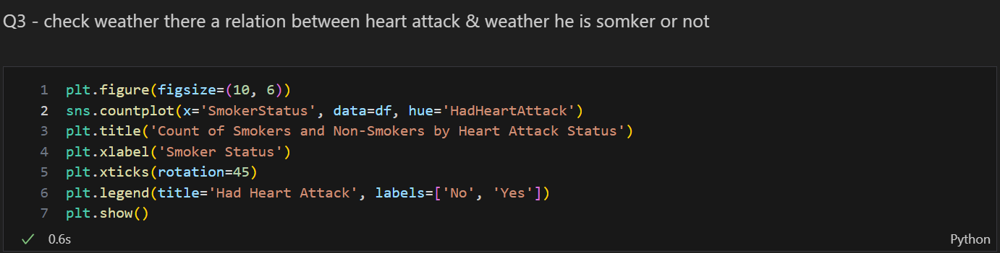 Q3 - check weather there a relation between heart attack & weather he is somker or not
1 plt.figure(figsize=(10, 6))
2 sns.countplot(x='SmokerStatus', data=df, hue='HadHeartAttack')
3 plt.title('Count of Smokers and Non-Smokers by Heart Attack Status')
4 plt.xlabel('Smoker Status')
5 plt.xticks(rotation=45)
6 plt.legend(title='Had Heart Attack', labels=['No', 'Yes'])
7 plt.show()
0.6s Python